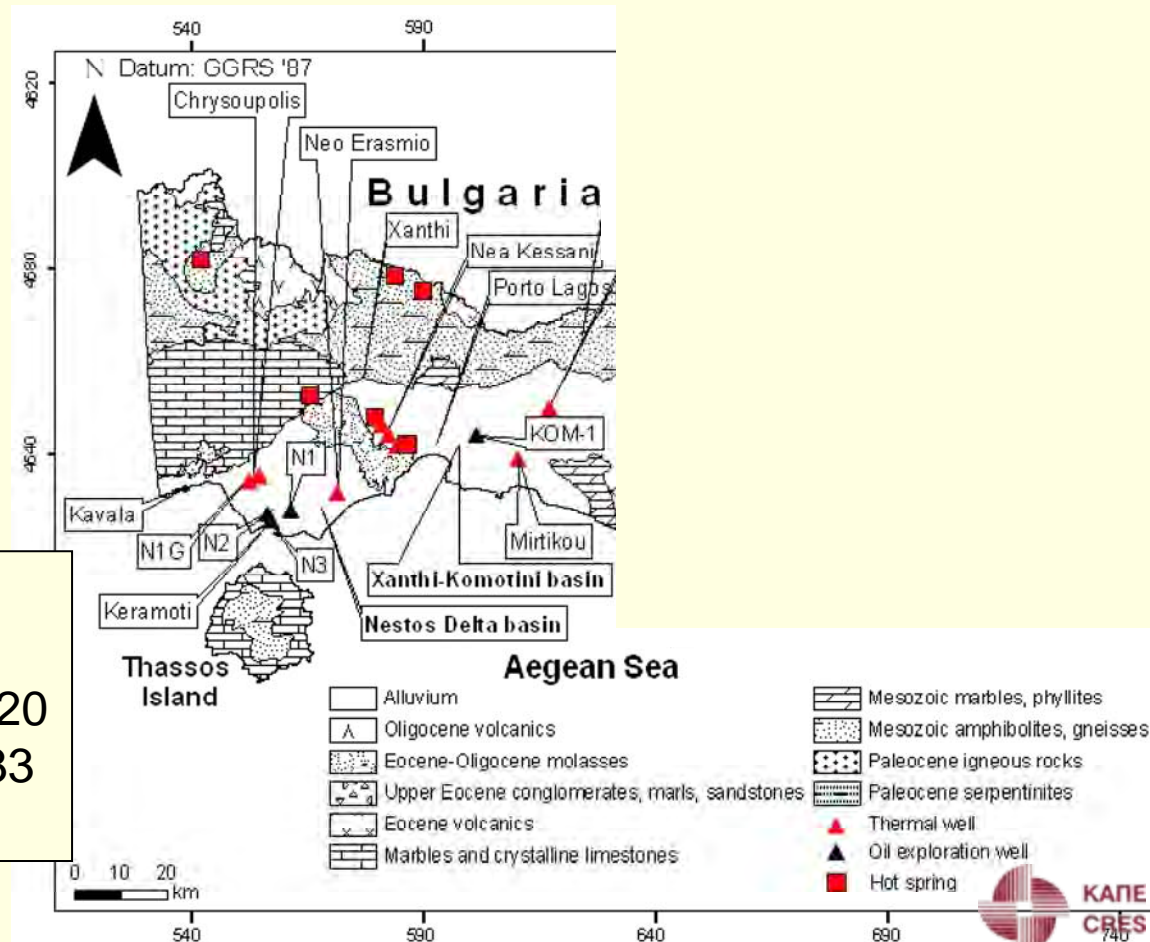 540 590
N Datum: GGRS '87
4620
Chrysoupolis
Neo Erasmio
Bulgaria
Xanthi
Nea Kessani
4580
Porto Lagos
KOM-1
4540
N1
Kavala
N1G
N2
N3
Mirtikou
Xanthi-Komotini basin
Keramoti
Nestos Delta basin
Thassos
Island
Aegean Sea
20
33
Alluvium
Oligocene volcanics
Eocene-Oligocene molasses
Upper Eocene conglomerates, marls, sandstones
Eocene volcanics
Marbles and crystalline limestones
Mesozoic marbles, phyllites
Mesozoic amphibolites, gneisses
Paleocene igneous rocks
Paleocene serpentinites
Thermal well
Oil exploration well
Hot spring
0 10 20
km
ΚΑΠΕ
CRES
540 590 640 690 740